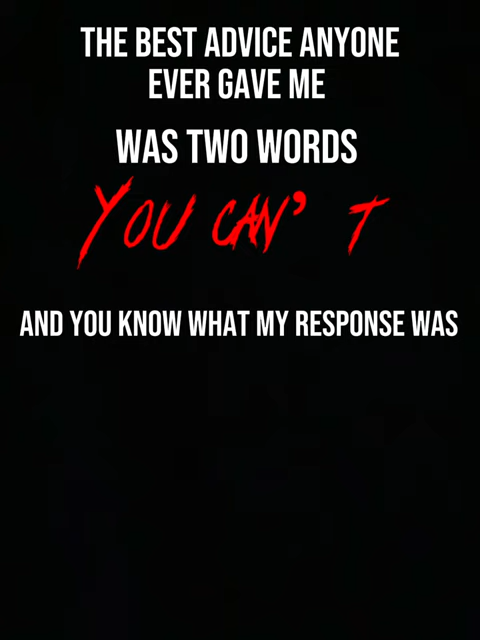 THE BEST ADVICE ANYONE
EVER GAVE ME
WAS TWO WORDS
YOU CAN'T
AND YOU KNOW WHAT MY RESPONSE WAS